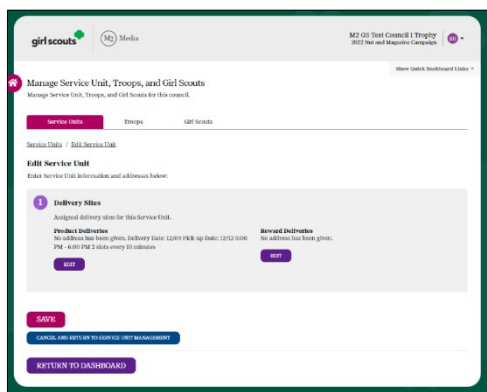 girl scouts
M2 Media
M2 GS Test Council 1 Trophy
2022 Nut and Magazine Campaign
Show Quick Dashboard Links
Manage Service Unit, Troops, and Girl Scouts
Manage Service Unit, Troops, and Girl Scouts for this council.
Service Units Troops Girl Scouts
Service Units / Edit Service Unit
Edit Service Unit
Enter Service Unit information and addresses below:
1 Delivery Sites
Assigned delivery sites for this Service Unit.
Product Deliveries
No address has been given. Delivery Date: 12/09 Pick-up Date: 12/12 5:00
PM - 6:00 PM 2 slots every 10 minutes
EDIT
Reward Deliveries
No address has been given.
EDIT
SAVE
CANCEL AND RETURN TO SERVICE UNIT MANAGEMENT
RETURN TO DASHBOARD